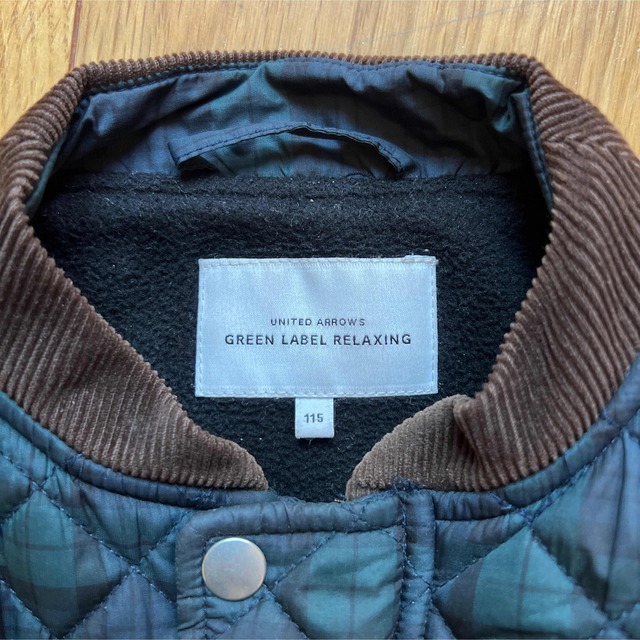 UNITED ARROWS
GREEN LABEL RELAXING
115